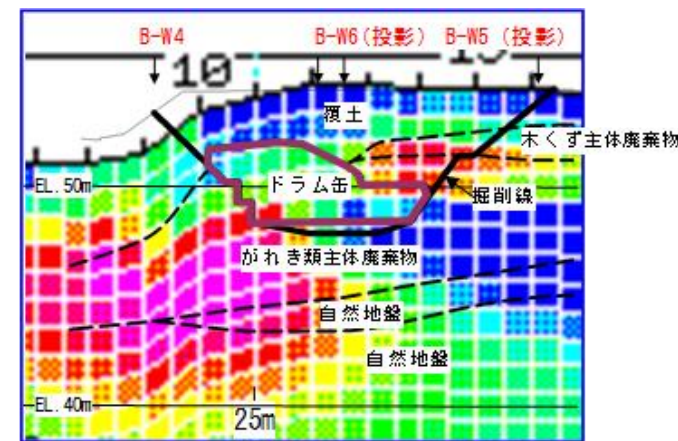 B-W4
B-W6(投影)
B-W5 (投影)
10
覆土
木くず主体廃棄物
EL.50m
ドラム缶
掘削線
がれき類主体廃棄物
自然地盤
自然地盤
EL.40m
25m